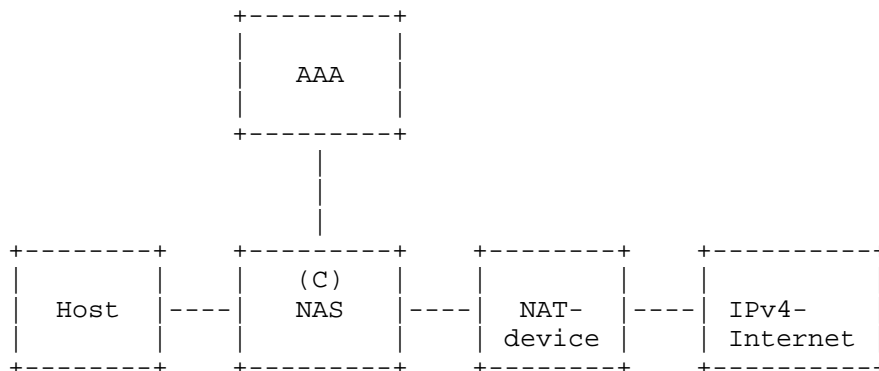 AAA
(C)
Host NAS NAT- IPv4-
device Internet